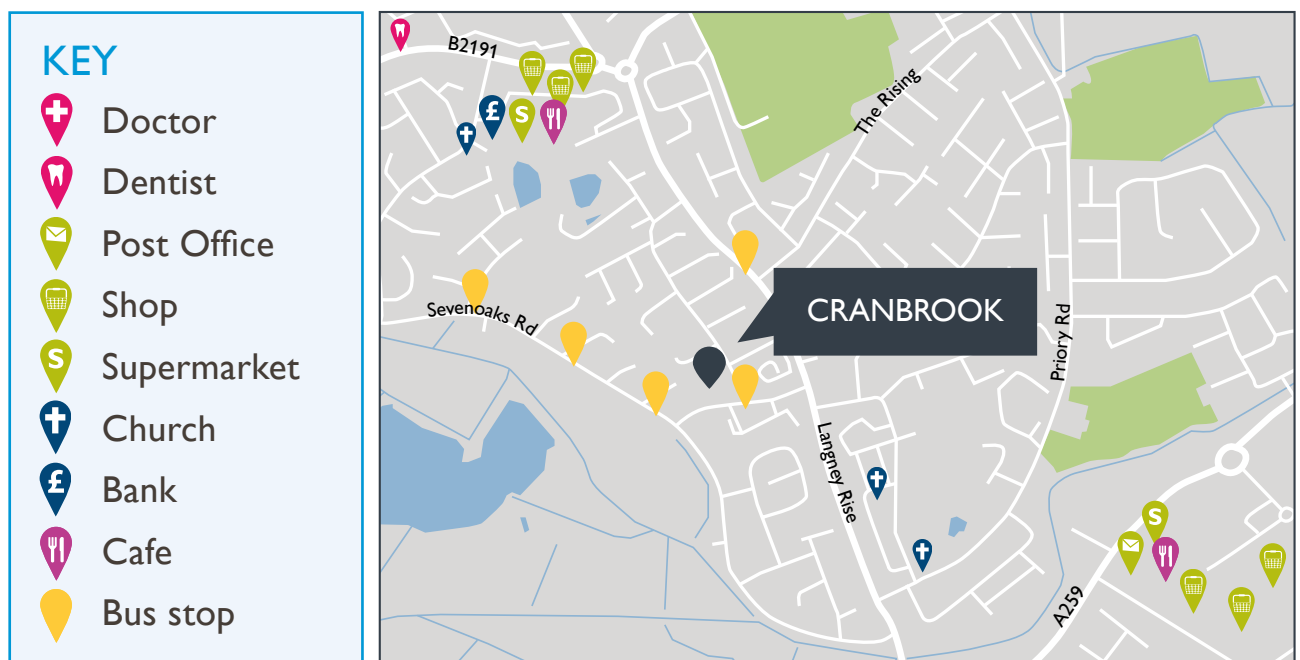 KEY
Doctor
Dentist
Post Office
Shop
S
Supermarket
Church
£
Bank
Cafe
Bus stop
B2191
The Rising
£
S
CRANBROOK
Sevenoaks Rd
Priory Rd
Langney Rise
S
A259